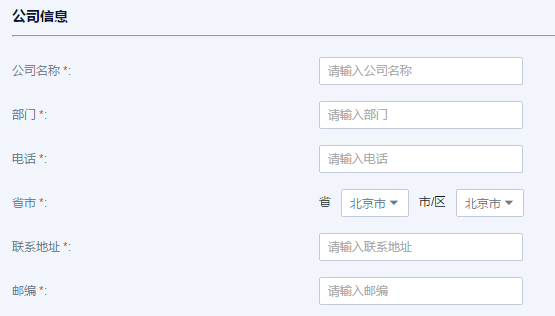 公司信息
公司名称 *: 请输入公司名称
部门 *: 请输入部门
电话 *: 请输入电话
省市 *: 省 北京市 市/区 北京市
联系地址 *: 请输入联系地址
邮编 *: 请输入邮编